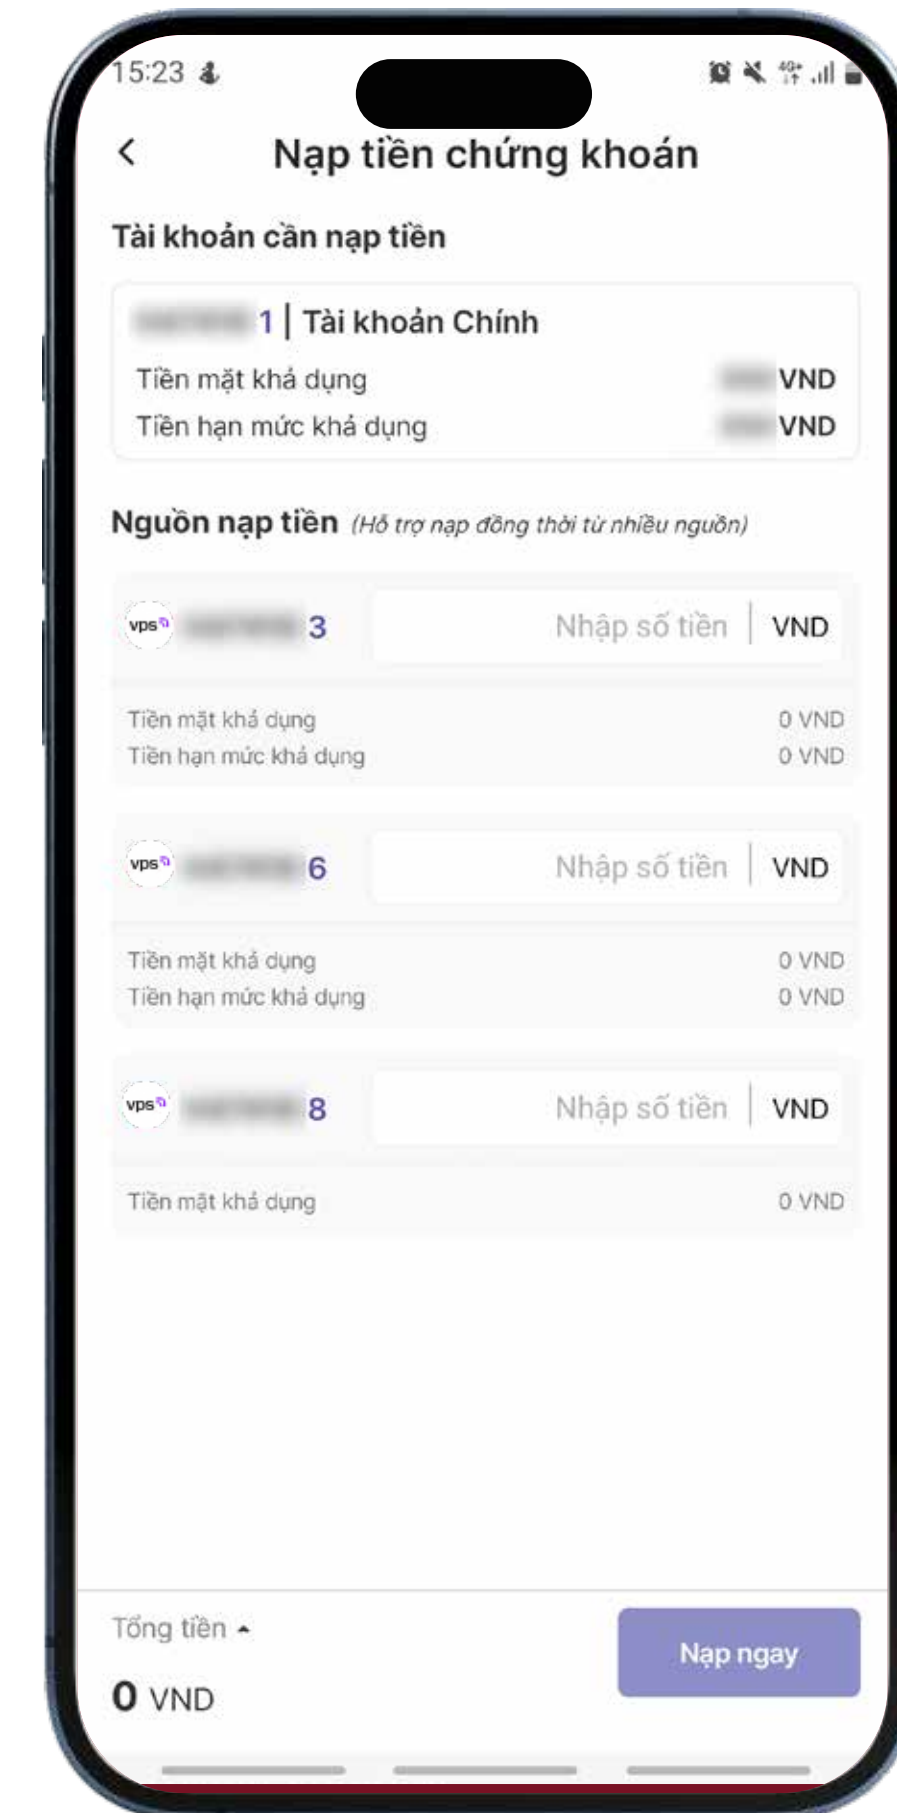 15:23
Nạp tiền chứng khoán
Tài khoản cần nạp tiền
1 | Tài khoản Chính
Tiền mặt khả dụng VND
Tiền hạn mức khả dụng VND
Nguồn nạp tiền (Hỗ trợ nạp đồng thời từ nhiều nguồn)
vps 3 Nhập số tiền | VND
Tiền mặt khả dụng 0 VND
Tiền hạn mức khả dụng 0 VND
vps 6 Nhập số tiền | VND
Tiền mặt khả dụng 0 VND
Tiền hạn mức khả dụng 0 VND
vps 8 Nhập số tiền | VND
Tiền mặt khả dụng 0 VND
Tổng tiền
Nạp ngay
0 VND